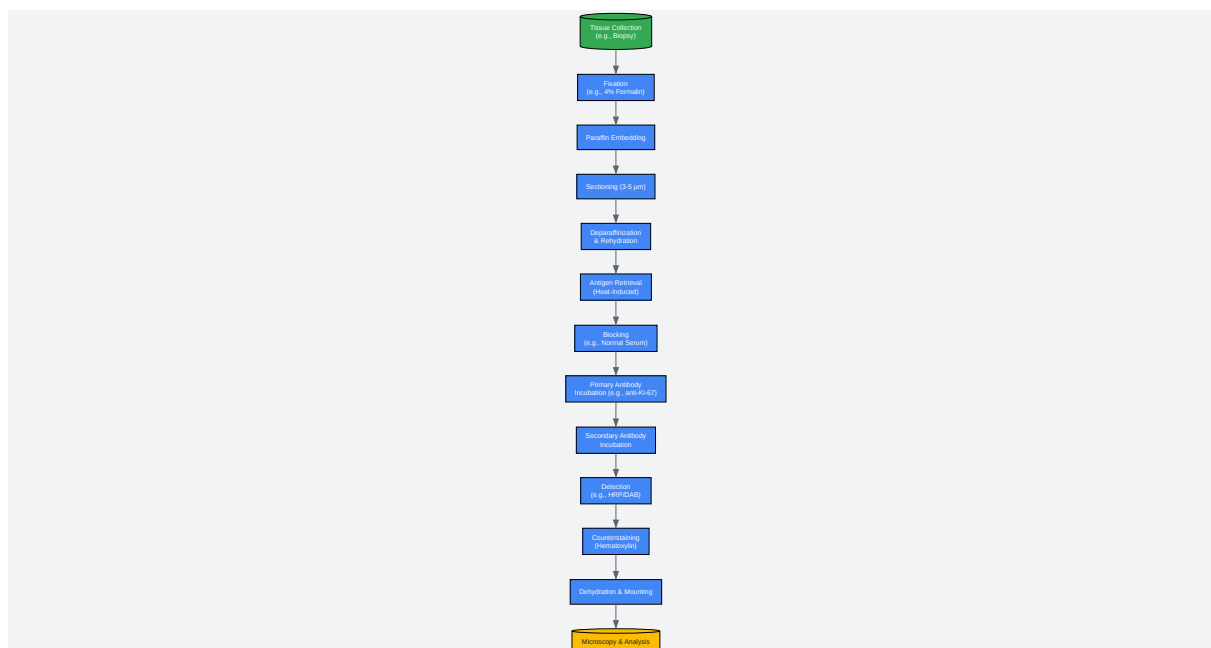 Tissue Collection
(e.g., Biopsy)
Fixation
(e.g., 4% Formalin)
Paraffin Embedding
Sectioning (3-5 µm)
Deparaffinization
& Rehydration
Antigen Retrieval
(Heat-Induced)
Blocking
(e.g., Normal Serum)
Primary Antibody
Incubation (e.g., anti-Ki-67)
Secondary Antibody
Incubation
Detection
(e.g., HRP/DAB)
Counterstaining
(Hematoxylin)
Dehydration & Mounting
Microscopy & Analysis